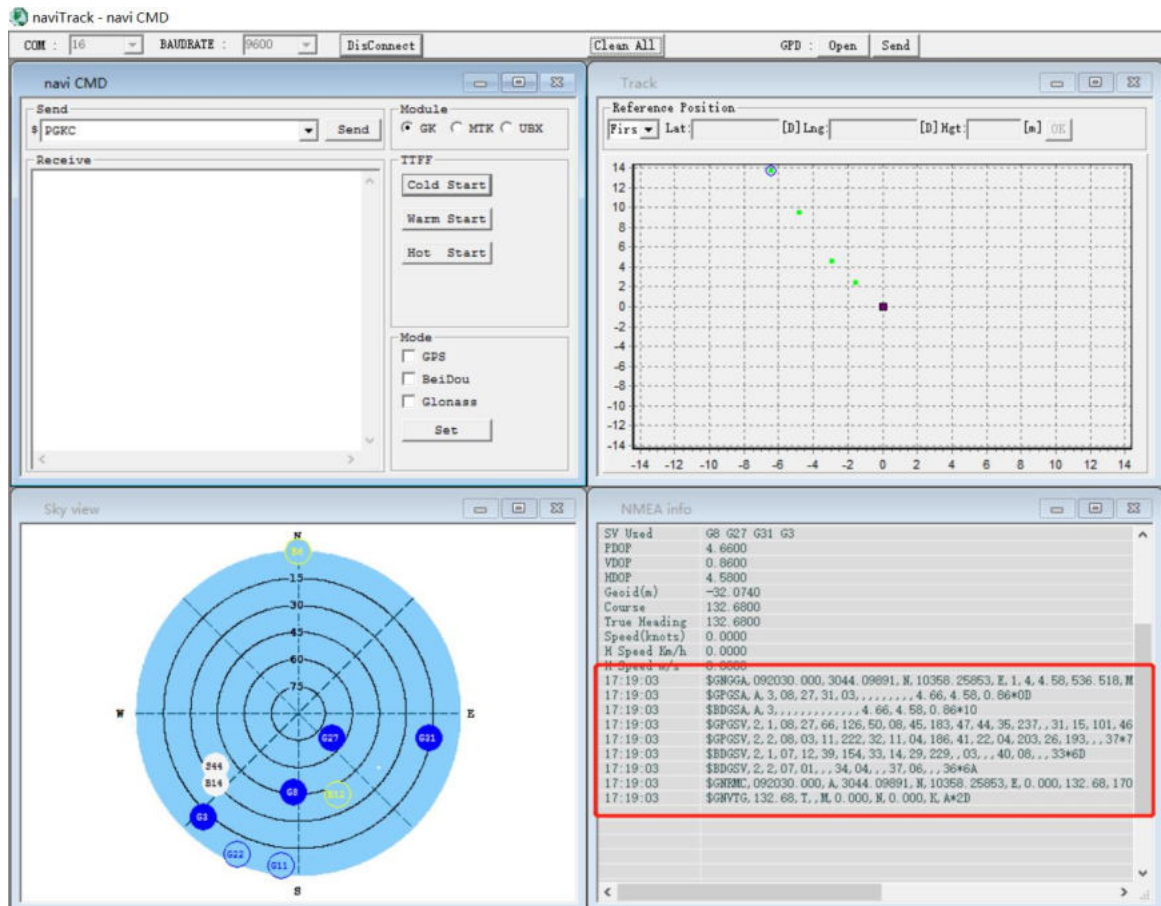 naviTrack - navi CMD
COM : 16 BAUDRATE : 9600 DisConnect Clean All GPD : Open Send
navi CMD
Send
$ PGKC Send
Module
GK MTK UBX
Receive
TTFF
Cold Start
Warm Start
Hot Start
Mode
GPS
BeiDou
Glonass
Set
Track
Reference Position
Firs Lat: [D] Lng: [D] Hgt: [m] OK
14
12
10
8
6
4
2
0
-2
-4
-6
-8
-10
-12
-14
-14 -12 -10 -8 -6 -4 -2 0 2 4 6 8 10 12 14
Sky view
N
15
30
45
60
75
W
E
G27
G31
S44
B14
G8
B12
G3
G22
G11
S
NMEA info
SV Used G8 G27 G31 G3
PDOP 4.6600
VDOP 0.8600
HDOP 4.5800
Geoid(m) -32.0740
Course 132.6800
True Heading 132.6800
Speed(knots) 0.0000
H Speed Km/h 0.0000
H Speed m/s 0.0000
17:19:03 $GNGGA,092030.000,3044.09891,N,10358.25853,E,1,4,4.58,536.518,M
17:19:03 $GPGSA,A,3,08,27,31,03,,,,,,,,,4.66,4.58,0.86*0D
17:19:03 $BDGSA,A,3,,,,,,,,,,,,,4.66,4.58,0.86*10
17:19:03 $GPGSV,2,1,08,27,66,126,50,08,45,183,47,44,35,237,,31,15,101,46
17:19:03 $GPGSV,2,2,08,03,11,222,32,11,04,186,41,22,04,203,26,193,,,37*7
17:19:03 $BDGSV,2,1,07,12,39,154,33,14,29,229,,03,,,40,08,,,33*6D
17:19:03 $BDGSV,2,2,07,01,,,34,04,,,37,06,,,36*6A
17:19:03 $GNRMC,092030.000,A,3044.09891,N,10358.25853,E,0.000,132.68,170
17:19:03 $GNVTG,132.68,T,,M,0.000,N,0.000,K,A*2D